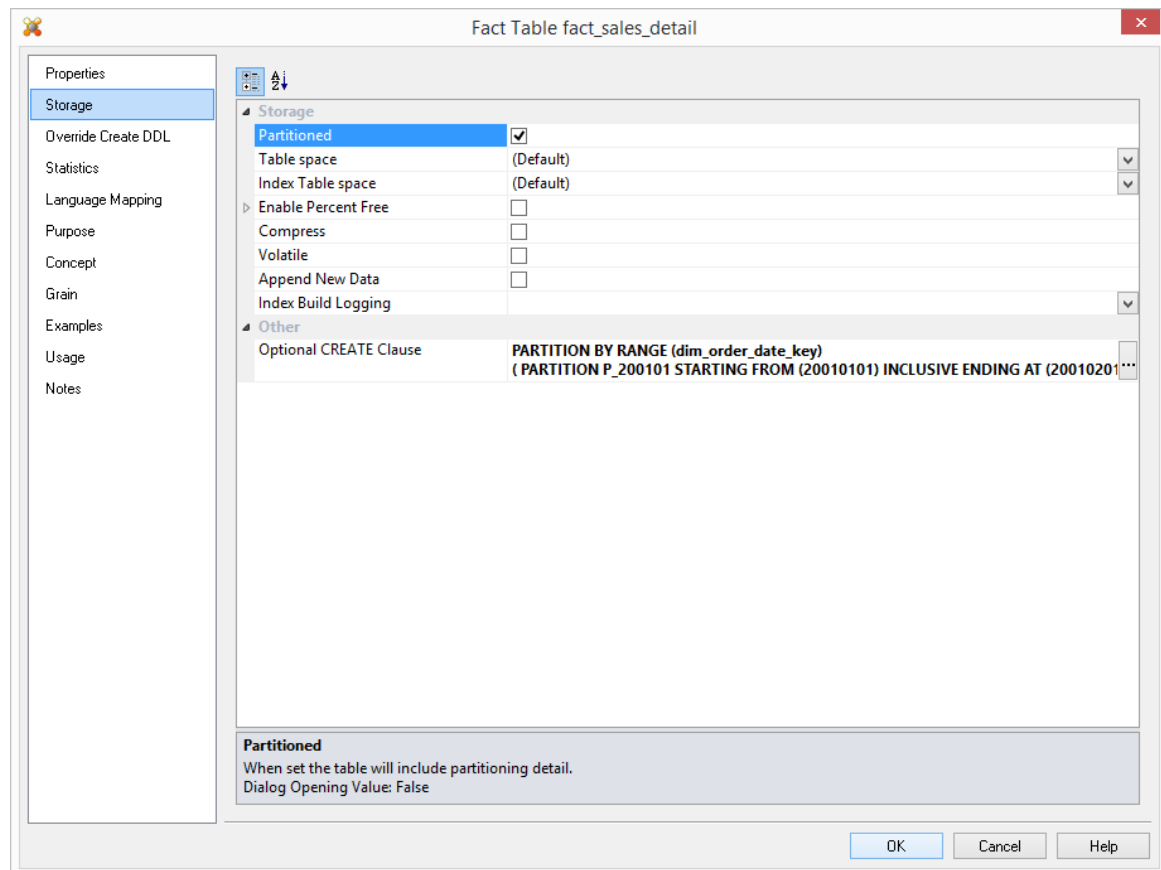 Fact Table fact_sales_detail
Properties
Storage
Override Create DDL
Statistics
Language Mapping
Purpose
Concept
Grain
Examples
Usage
Notes
Storage
Partitioned
Table space (Default)
Index Table space (Default)
Enable Percent Free
Compress
Volatile
Append New Data
Index Build Logging
Other
Optional CREATE Clause PARTITION BY RANGE (dim_order_date_key)
( PARTITION P_200101 STARTING FROM (20010101) INCLUSIVE ENDING AT (20010201 ...
Partitioned
When set the table will include partitioning detail.
Dialog Opening Value: False
OK Cancel Help